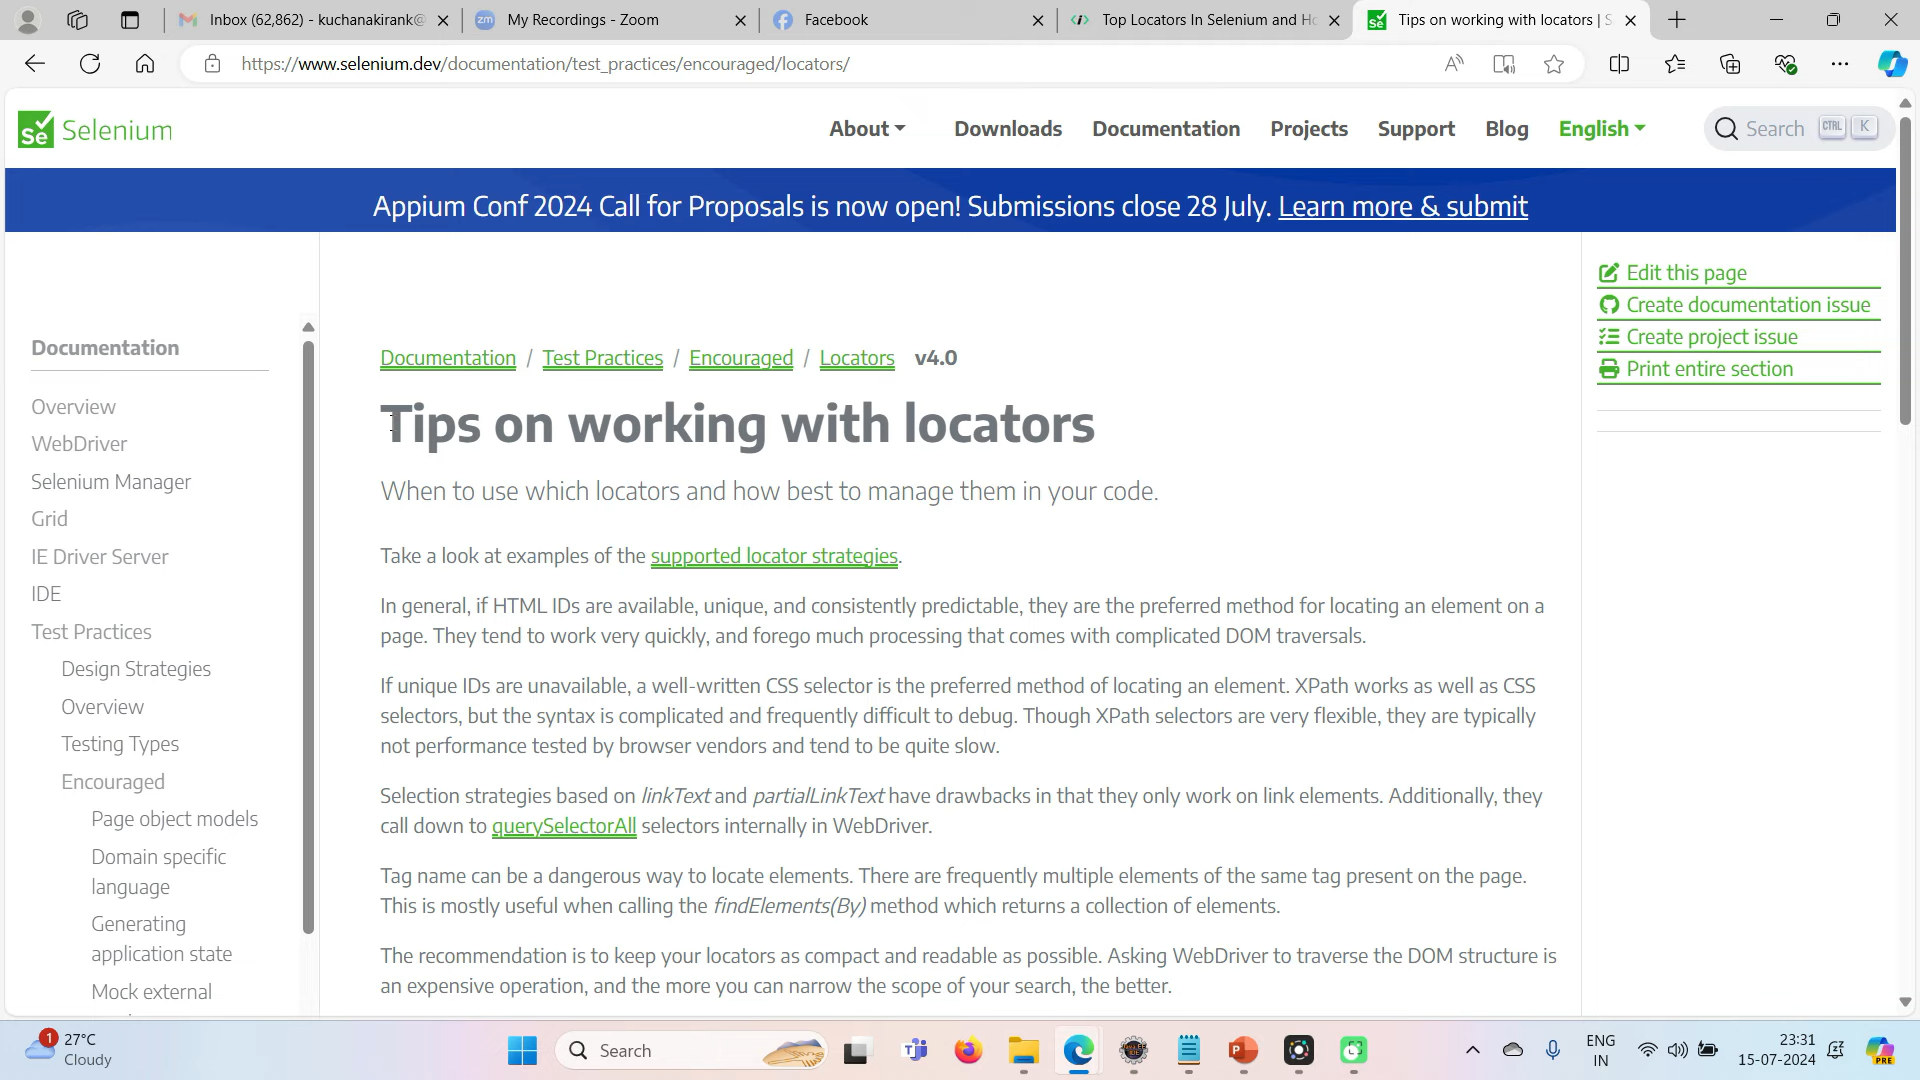 Inbox (62,862) - kuchanakirank@
My Recordings - Zoom
Facebook
Top Locators In Selenium and Ho
Tips on working with locators | S
https://www.selenium.dev/documentation/test_practices/encouraged/locators/
Se Selenium
About
Downloads
Documentation
Projects
Support
Blog
English
Search CTRL K
Appium Conf 2024 Call for Proposals is now open! Submissions close 28 July. Learn more & submit
Documentation
Overview
WebDriver
Selenium Manager
Grid
IE Driver Server
IDE
Test Practices
Design Strategies
Overview
Testing Types
Encouraged
Page object models
Domain specific
language
Generating
application state
Mock external
Documentation / Test Practices / Encouraged / Locators v4.0
Tips on working with locators
When to use which locators and how best to manage them in your code.
Take a look at examples of the supported locator strategies.
In general, if HTML IDs are available, unique, and consistently predictable, they are the preferred method for locating an element on a
page. They tend to work very quickly, and forego much processing that comes with complicated DOM traversals.
If unique IDs are unavailable, a well-written CSS selector is the preferred method of locating an element. XPath works as well as CSS
selectors, but the syntax is complicated and frequently difficult to debug. Though XPath selectors are very flexible, they are typically
not performance tested by browser vendors and tend to be quite slow.
Selection strategies based on linkText and partialLinkText have drawbacks in that they only work on link elements. Additionally, they
call down to querySelectorAll selectors internally in WebDriver.
Tag name can be a dangerous way to locate elements. There are frequently multiple elements of the same tag present on the page.
This is mostly useful when calling the findElements(By) method which returns a collection of elements.
The recommendation is to keep your locators as compact and readable as possible. Asking WebDriver to traverse the DOM structure is
an expensive operation, and the more you can narrow the scope of your search, the better.
Edit this page
Create documentation issue
Create project issue
Print entire section
1
27°C
Cloudy
Search
ENG
IN
23:31
15-07-2024
PRE